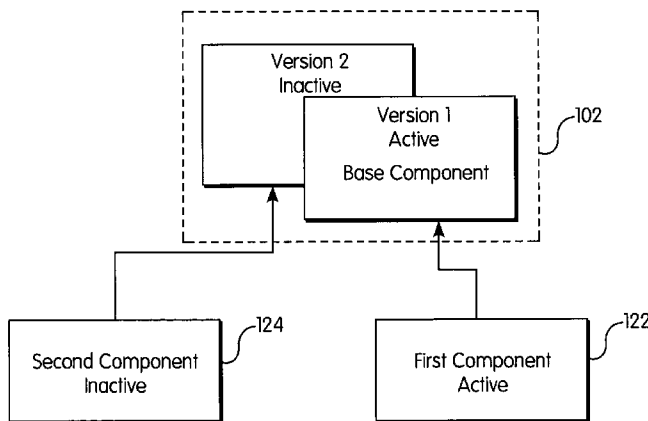 Version 2
Inactive
Version 1
Active
Base Component
102
Second Component
Inactive
124
First Component
Active
122